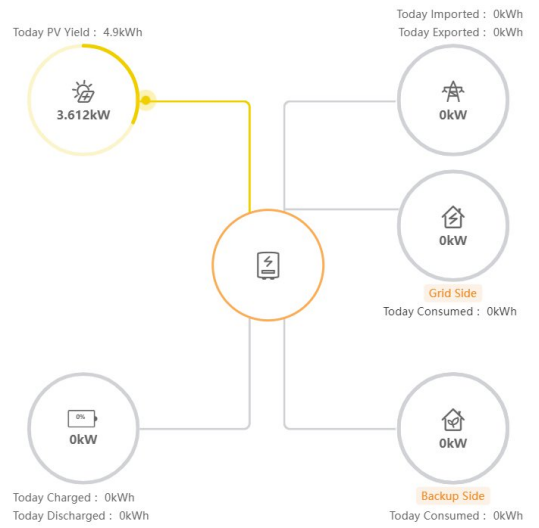 Today Imported : 0kWh
Today PV Yield : 4.9kWh
Today Exported : 0kWh
3.612kW
0kW
0kW
Grid Side
Today Consumed : 0kWh
0%
0kW
0kW
Backup Side
Today Charged : 0kWh
Today Discharged : 0kWh
Today Consumed : 0kWh